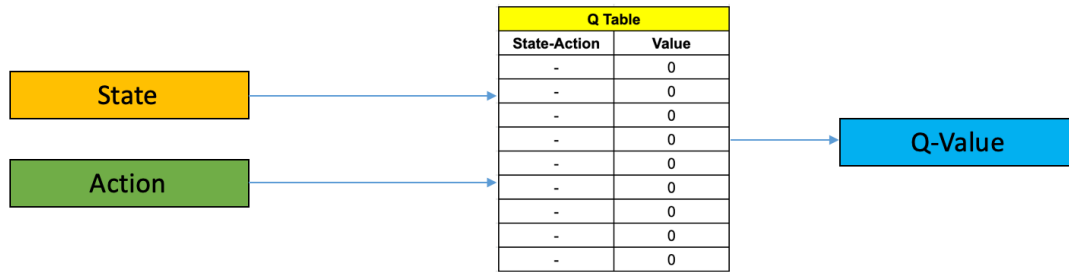 State
Action
Q Table
State-Action Value
- 0
- 0
- 0
- 0
- 0
- 0
- 0
- 0
- 0
Q-Value